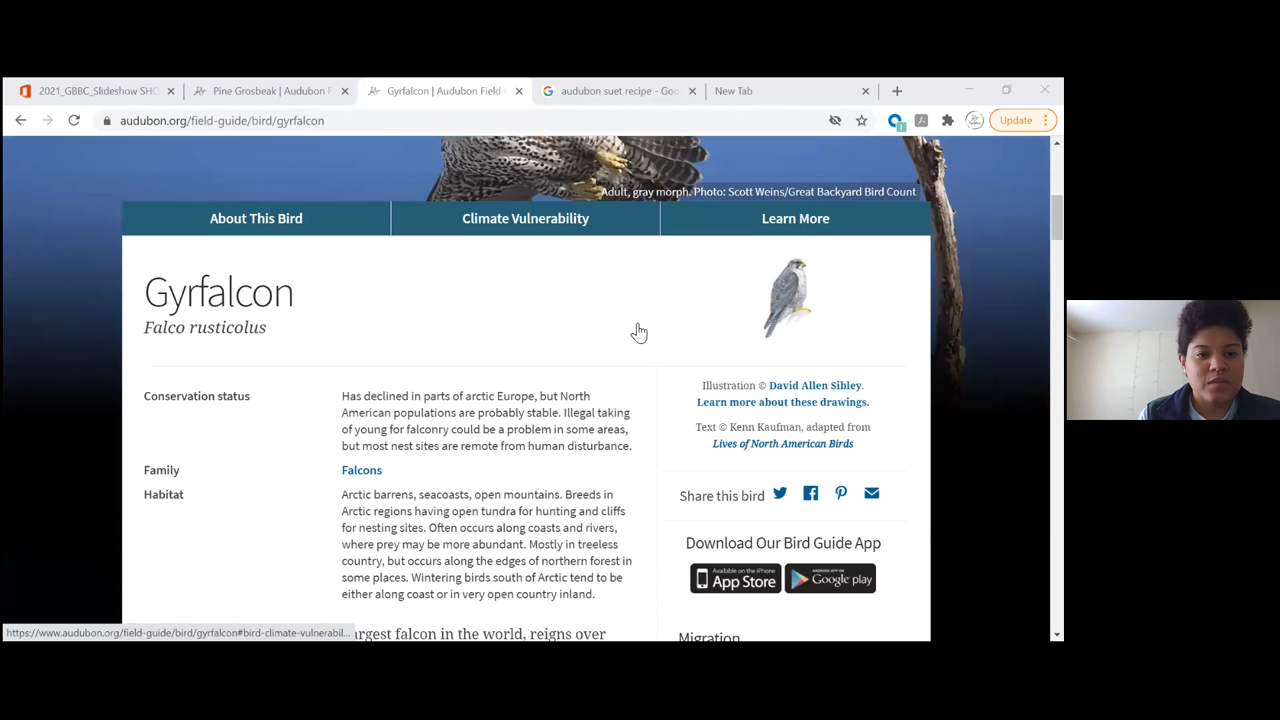 2021_GBBC_Slideshow SHC
Pine Grosbeak | Audubon F
Gyrfalcon | Audubon Field G
audubon suet recipe - Goo
New Tab
audubon.org/field-guide/bird/gyrfalcon
Update
Adult, gray morph. Photo: Scott Weins/Great Backyard Bird Count
About This Bird
Climate Vulnerability
Learn More
Gyrfalcon
Falco rusticolus
Conservation status
Has declined in parts of arctic Europe, but North
American populations are probably stable. Illegal taking
of young for falconry could be a problem in some areas,
but most nest sites are remote from human disturbance.
Family
Falcons
Habitat
Arctic barrens, seacoasts, open mountains. Breeds in
Arctic regions having open tundra for hunting and cliffs
for nesting sites. Often occurs along coasts and rivers,
where prey may be more abundant. Mostly in treeless
country, but occurs along the edges of northern forest in
some places. Wintering birds south of Arctic tend to be
either along coast or in very open country inland.
argest falcon in the world, reigns over
Illustration © David Allen Sibley.
Learn more about these drawings.
Text © Kenn Kaufman, adapted from
Lives of North American Birds
Share this bird
Download Our Bird Guide App
Available on the iPhone
App Store
ANDROID APP ON
Google play
Migration
https://www.audubon.org/field-guide/bird/gyrfalcon#bird-climate-vulnerabil...